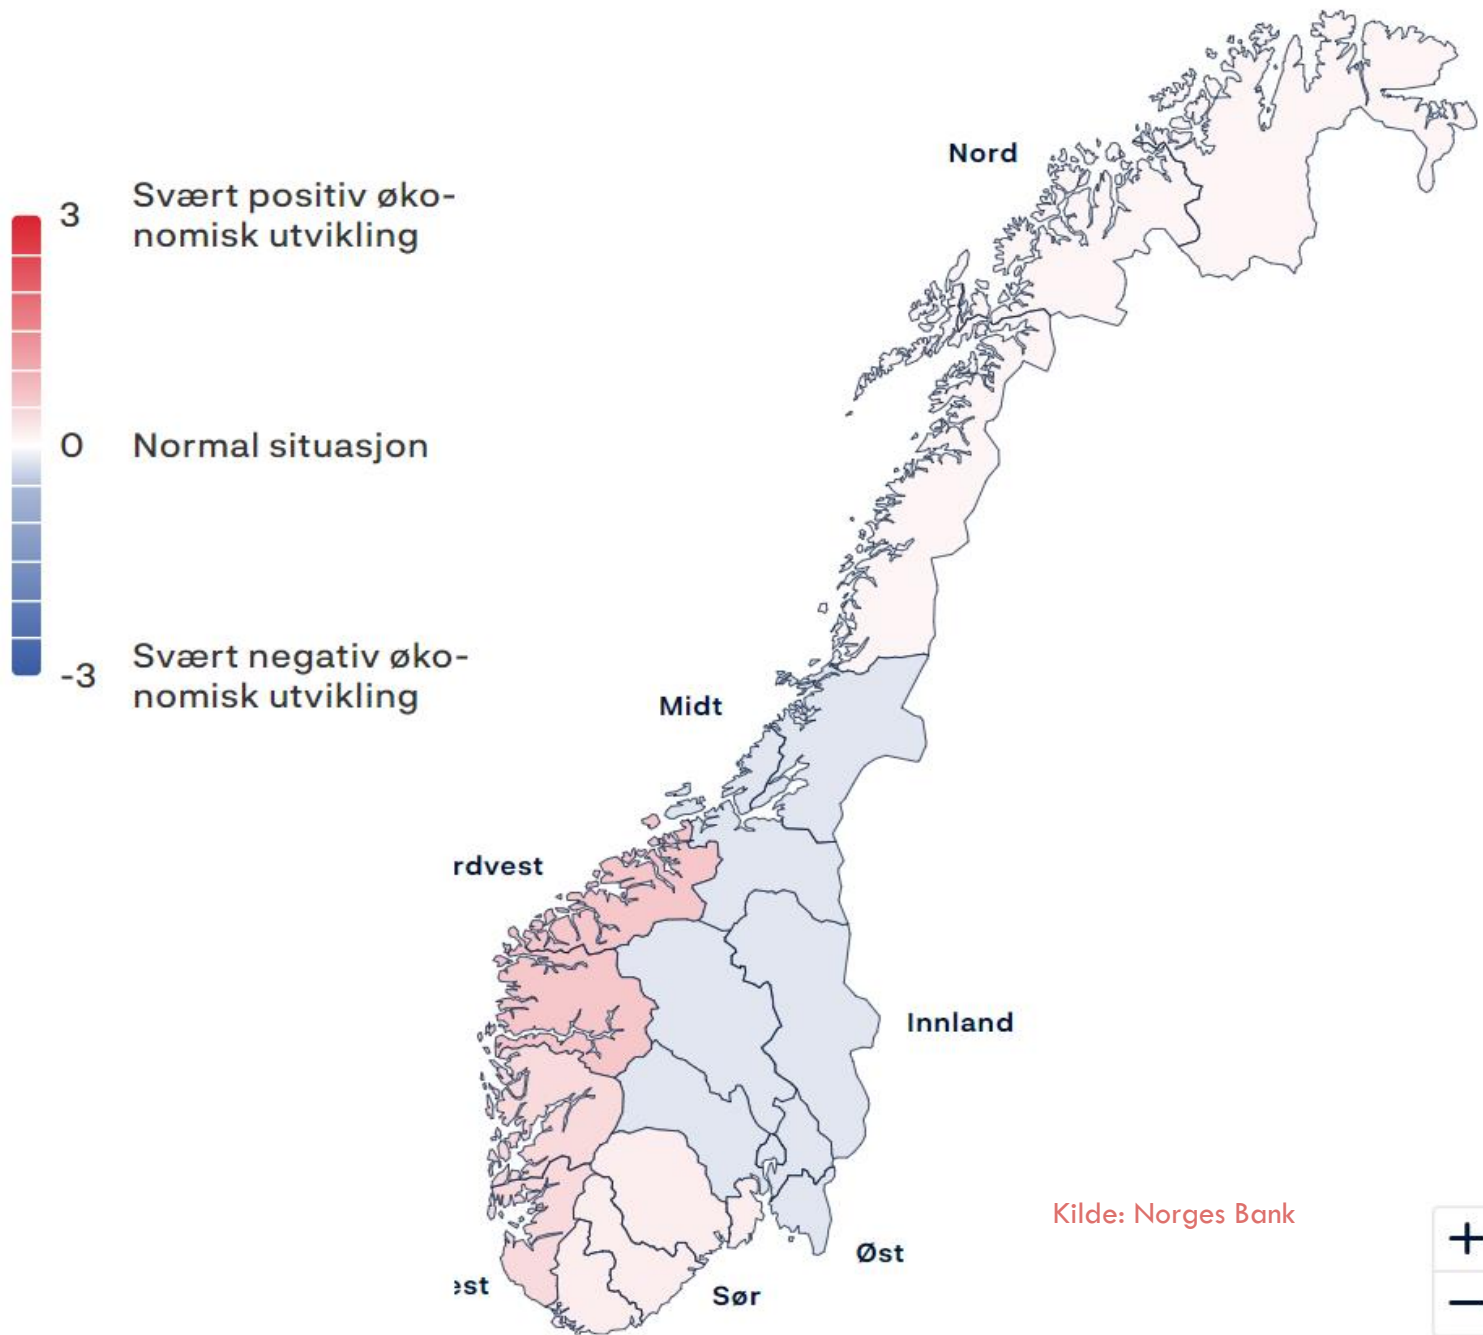 3
Svært positiv øko-
nomisk utvikling
0
Normal situasjon
-3
Svært negativ øko-
nomisk utvikling
Nord
Midt
rdvest
Innland
Kilde: Norges Bank
Øst
est
Sør
+
−